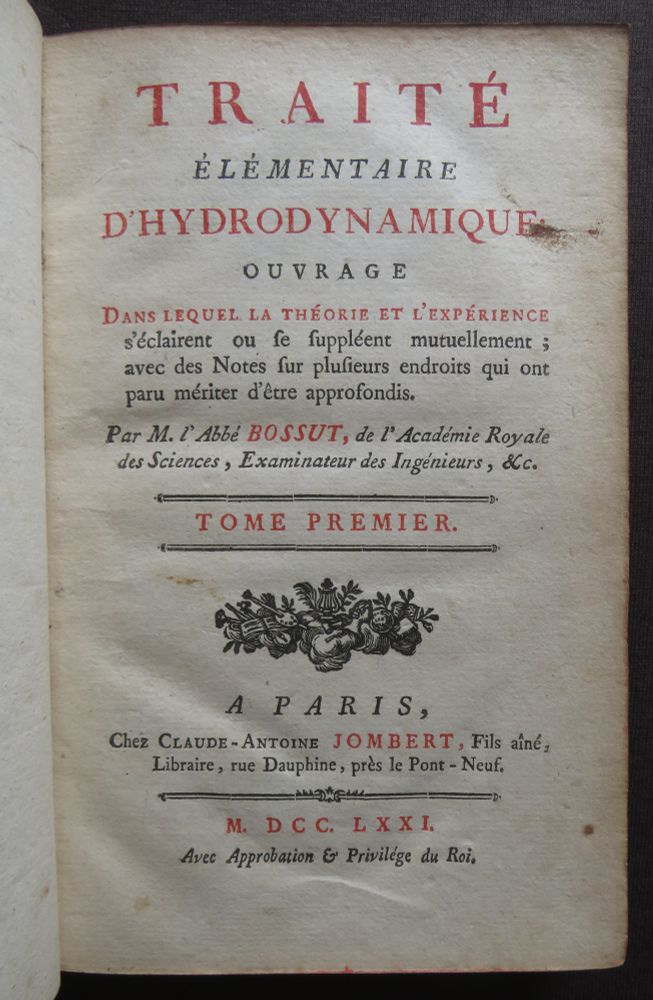 TRAITÉ
ÉLÉMENTAIRE
D'HYDRODYNAMIQUE:
OUVRAGE
DANS LEQUEL LA THÉORIE ET L'EXPÉRIENCE
s'éclairent ou ſe ſuppléent mutuellement ;
avec des Notes ſur pluſieurs endroits qui ont
paru mériter d'être approfondis.
Par M. l'Abbé BOSSUT, de l'Académie Royale
des Sciences, Examinateur des Ingénieurs, &c.
TOME PREMIER.
A PARIS,
Chez CLAUDE-ANTOINE JOMBERT, Fils aîné,
Libraire, rue Dauphine, près le Pont-Neuf.
M. DCC. LXXI.
Avec Approbation & Privilége du Roi.